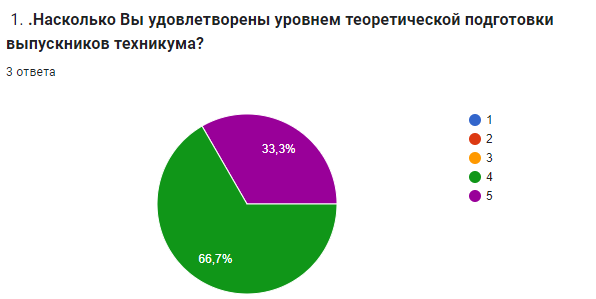 1. .Насколько Вы удовлетворены уровнем теоретической подготовки
выпускников техникума?
3 ответа
33,3%
66,7%
1
2
3
4
5